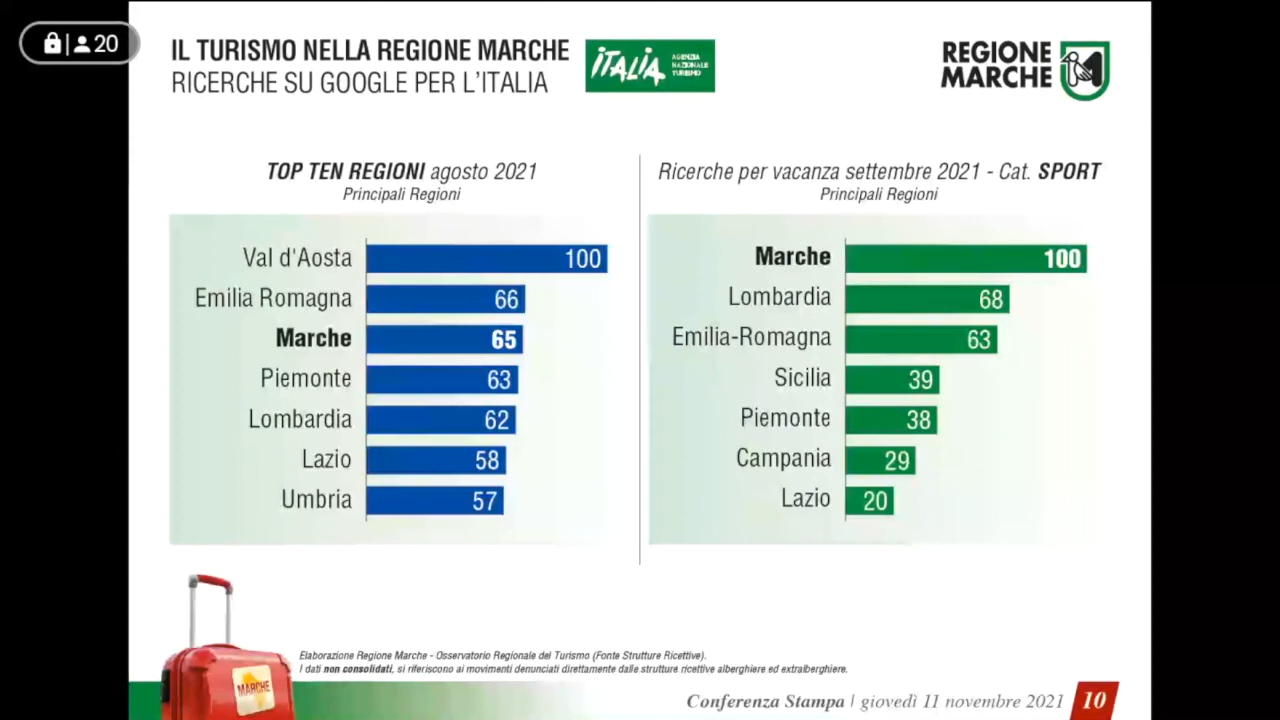 20
IL TURISMO NELLA REGIONE MARCHE
RICERCHE SU GOOGLE PER L'ITALIA
iTALiA
AGENZIA
NAZIONALE
TURISMO
REGIONE
MARCHE
TOP TEN REGIONI agosto 2021
Principali Regioni
Val d'Aosta 100
Emilia Romagna 66
Marche 65
Piemonte 63
Lombardia 62
Lazio 58
Umbria 57
Ricerche per vacanza settembre 2021 - Cat. SPORT
Principali Regioni
Marche 100
Lombardia 68
Emilia-Romagna 63
Sicilia 39
Piemonte 38
Campania 29
Lazio 20
Elaborazione Regione Marche - Osservatorio Regionale del Turismo (Fonte Strutture Ricettive).
I dati non consolidati, si riferiscono ai movimenti denunciati direttamente dalle strutture ricettive alberghiere ed extralberghiere.
MARCHE
Conferenza Stampa | giovedì 11 novembre 2021 10